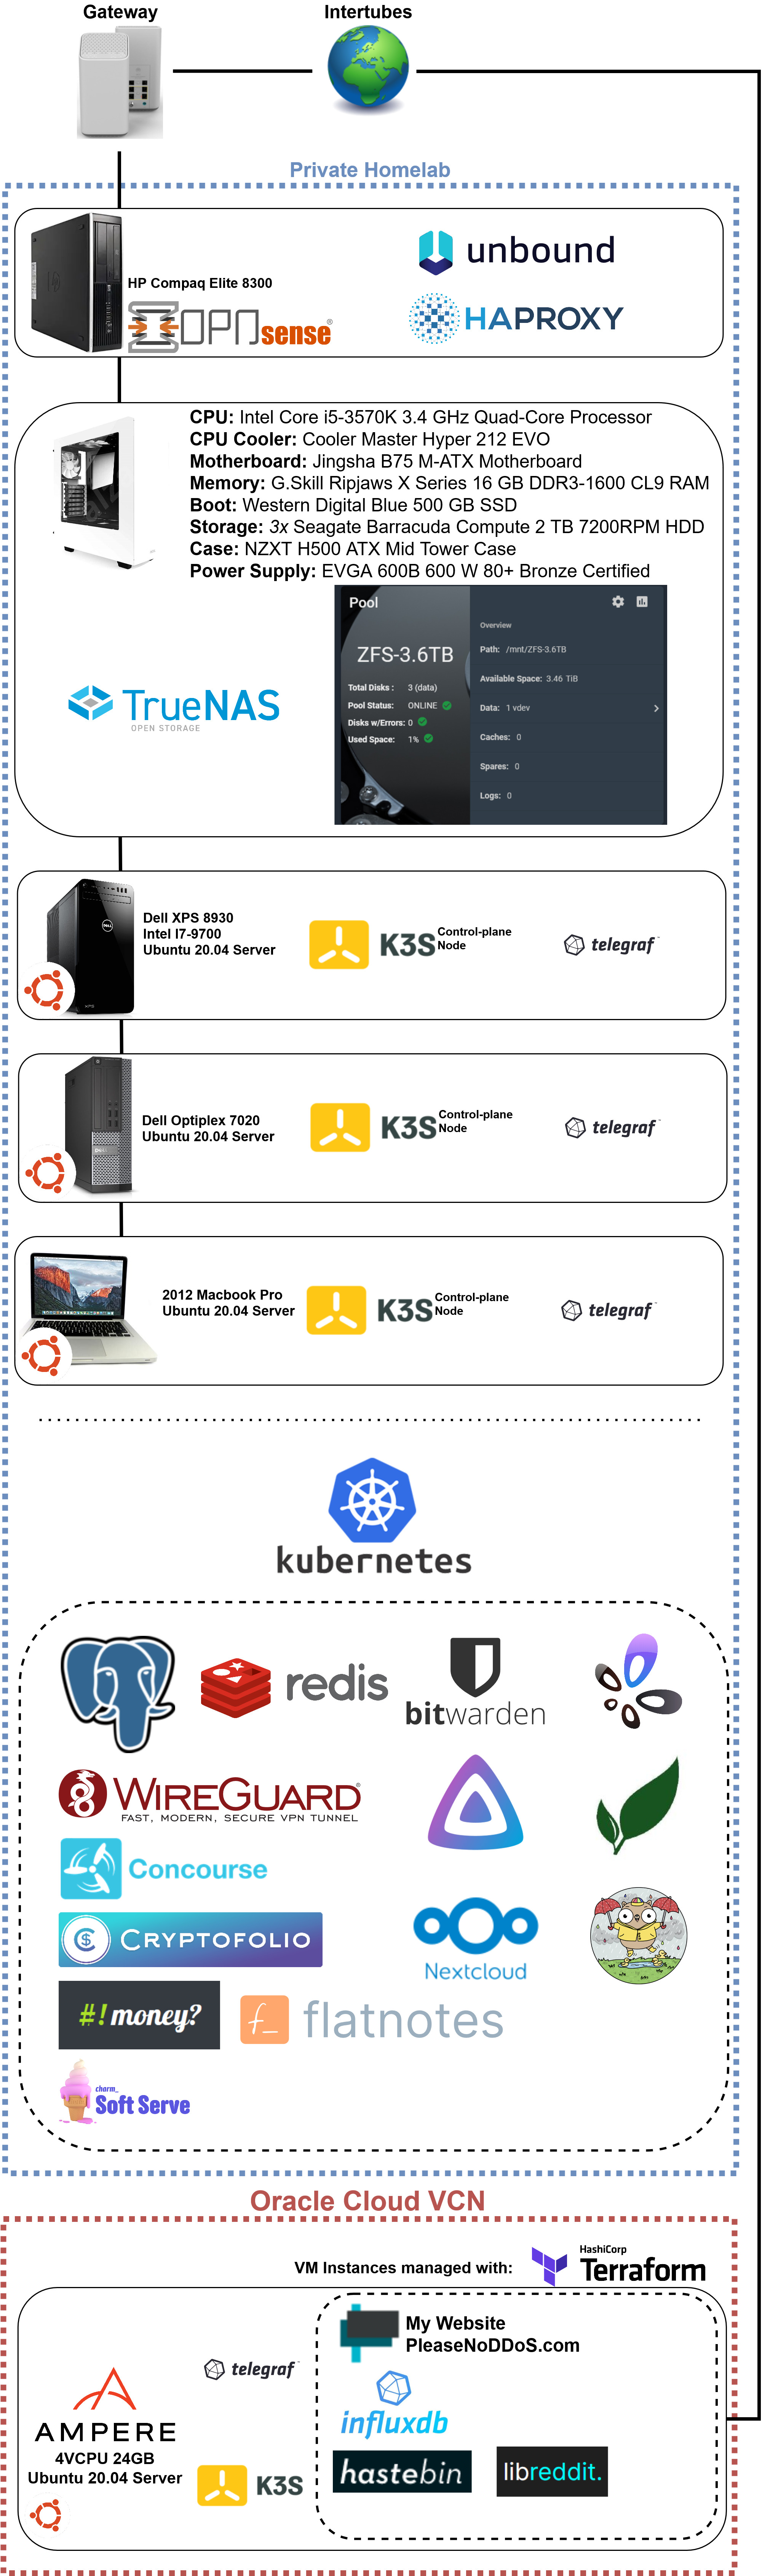 Gateway
Intertubes
Private Homelab
unbound
HP Compaq Elite 8300
OPNsense®
HAPROXY
CPU: Intel Core i5-3570K 3.4 GHz Quad-Core Processor
CPU Cooler: Cooler Master Hyper 212 EVO
Motherboard: Jingsha B75 M-ATX Motherboard
Memory: G.Skill Ripjaws X Series 16 GB DDR3-1600 CL9 RAM
Boot: Western Digital Blue 500 GB SSD
Storage: 3x Seagate Barracuda Compute 2 TB 7200RPM HDD
Case: NZXT H500 ATX Mid Tower Case
Power Supply: EVGA 600B 600 W 80+ Bronze Certified
Pool
ZFS-3.6TB
Total Disks : 3 (data)
Pool Status: ONLINE
Disks w/Errors: 0
Used Space: 1%
Overview
Path: /mnt/ZFS-3.6TB
Available Space: 3.46 TiB
Data: 1 vdev
Caches: 0
Spares: 0
Logs: 0
TrueNAS
OPEN STORAGE
Dell XPS 8930
Intel I7-9700
Ubuntu 20.04 Server
K3S
Control-plane
Node
telegraf
DELL
Dell Optiplex 7020
Ubuntu 20.04 Server
K3S
Control-plane
Node
telegraf
DELL
2012 Macbook Pro
Ubuntu 20.04 Server
K3S
Control-plane
Node
telegraf
kubernetes
redis
bitwarden
WIREGUARD®
FAST, MODERN, SECURE VPN TUNNEL
Concourse
CRYPTOFOLIO
Nextcloud
#! money?
f_ flatnotes
charm_
Soft Serve
Oracle Cloud VCN
VM Instances managed with:
HashiCorp
Terraform
My Website
PleaseNoDDoS.com
telegraf
influxdb
AMPERE
4VCPU 24GB
Ubuntu 20.04 Server
K3S
hastebin
libreddit.